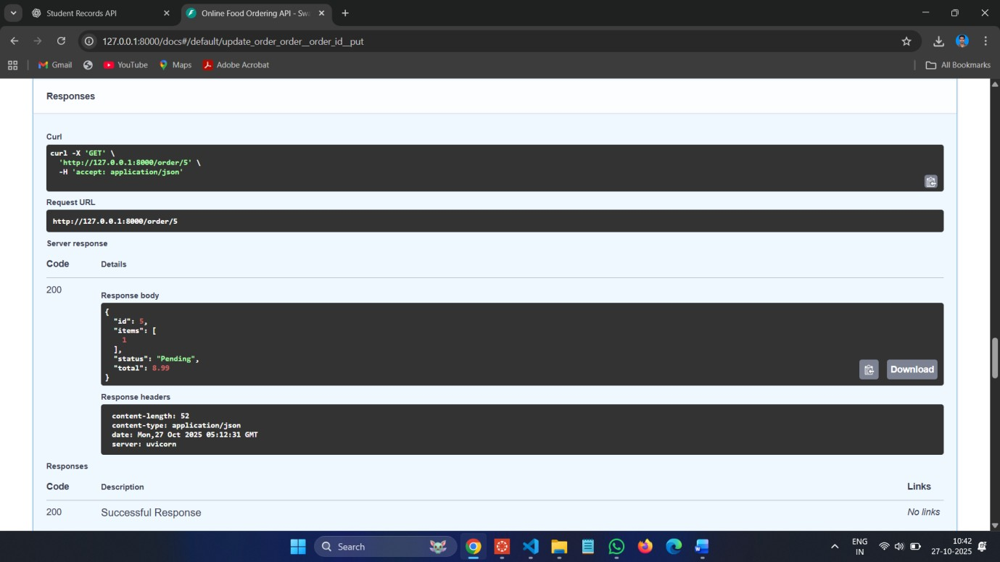 Student Records API
Online Food Ordering API - Sw
127.0.0.1:8000/docs#/default/update_order_order__order_id__put
Gmail
YouTube
Maps
Adobe Acrobat
All Bookmarks
Responses
Curl
curl -X 'GET' \
'http://127.0.0.1:8000/order/5' \
-H 'accept: application/json'
Request URL
http://127.0.0.1:8000/order/5
Server response
Code Details
200
Response body
{
"id": 5,
"items": [
1
],
"status": "Pending",
"total": 8.99
}
Download
Response headers
content-length: 52
content-type: application/json
date: Mon,27 Oct 2025 05:12:31 GMT
server: uvicorn
Responses
Code Description Links
200 Successful Response No links
Search
ENG
IN
10:42
27-10-2025